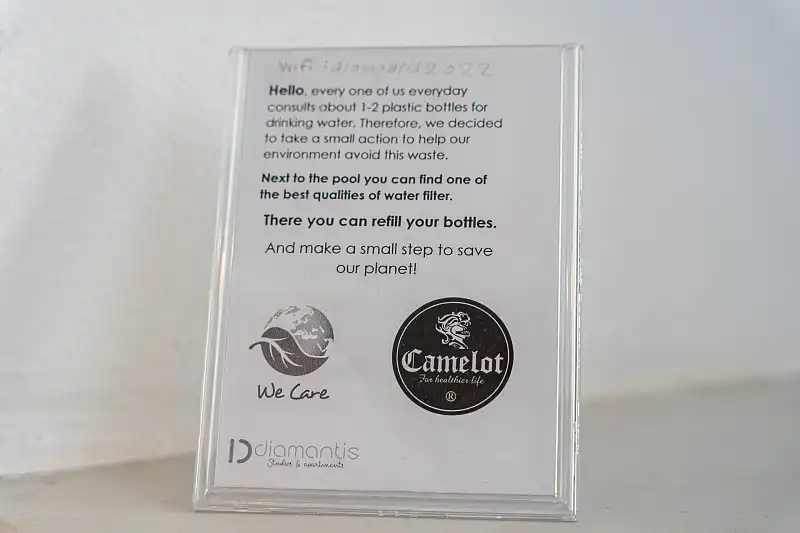 Hello, every one of us everyday
consults about 1-2 plastic bottles for
drinking water. Therefore, we decided
to take a small action to help our
environment avoid this waste.
Next to the pool you can find one of
the best qualities of water filter.
There you can refill your bottles.
And make a small step to save
our planet!
We Care
Camelot
For healthier life
®
diamantis
Studios & apartments